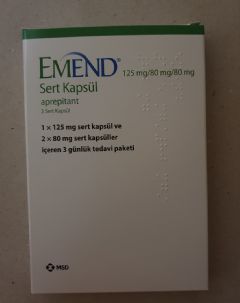 EMEND® 125 mg/80 mg/80 mg
Sert Kapsül
aprepitant
3 Sert Kapsül
1 x 125 mg sert kapsül ve
2 x 80 mg sert kapsüller
içeren 3 günlük tedavi paketi
MSD